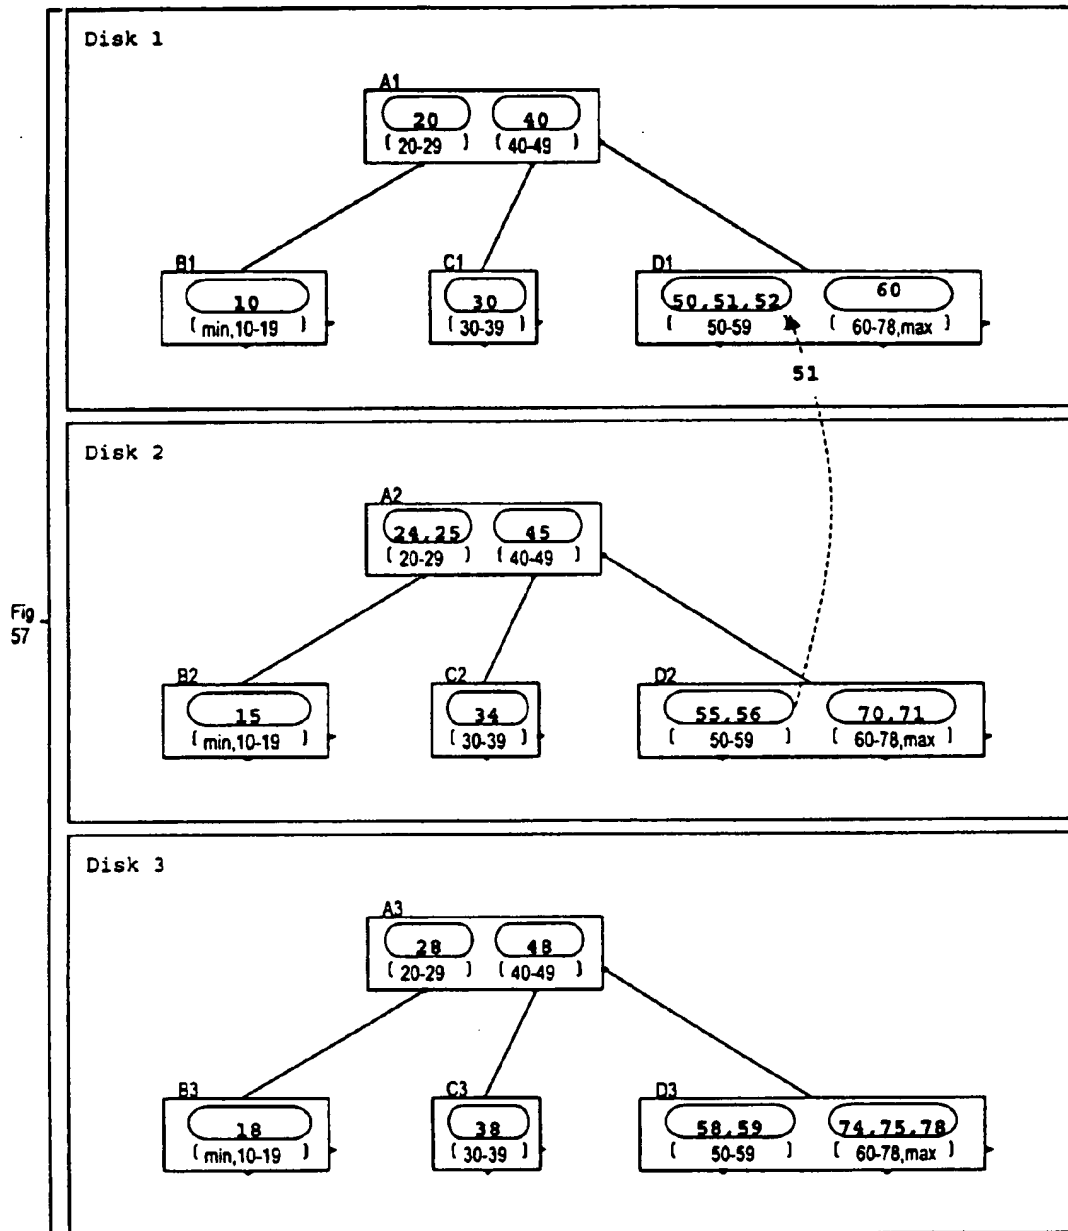 Disk 1
A1
20 40
[ 20-29 ] [ 40-49 ]
B1 C1 D1
10 30 50,51,52 60
[ min,10-19 ] [ 30-39 ] [ 50-59 ] [ 60-78,max ]
51
Disk 2
A2
24,25 45
[ 20-29 ] [ 40-49 ]
Fig
57
B2 C2 D2
15 34 55,56 70,71
[ min,10-19 ] [ 30-39 ] [ 50-59 ] [ 60-78,max ]
Disk 3
A3
28 48
[ 20-29 ] [ 40-49 ]
B3 C3 D3
18 38 58,59 74,75,78
[ min,10-19 ] [ 30-39 ] [ 50-59 ] [ 60-78,max ]